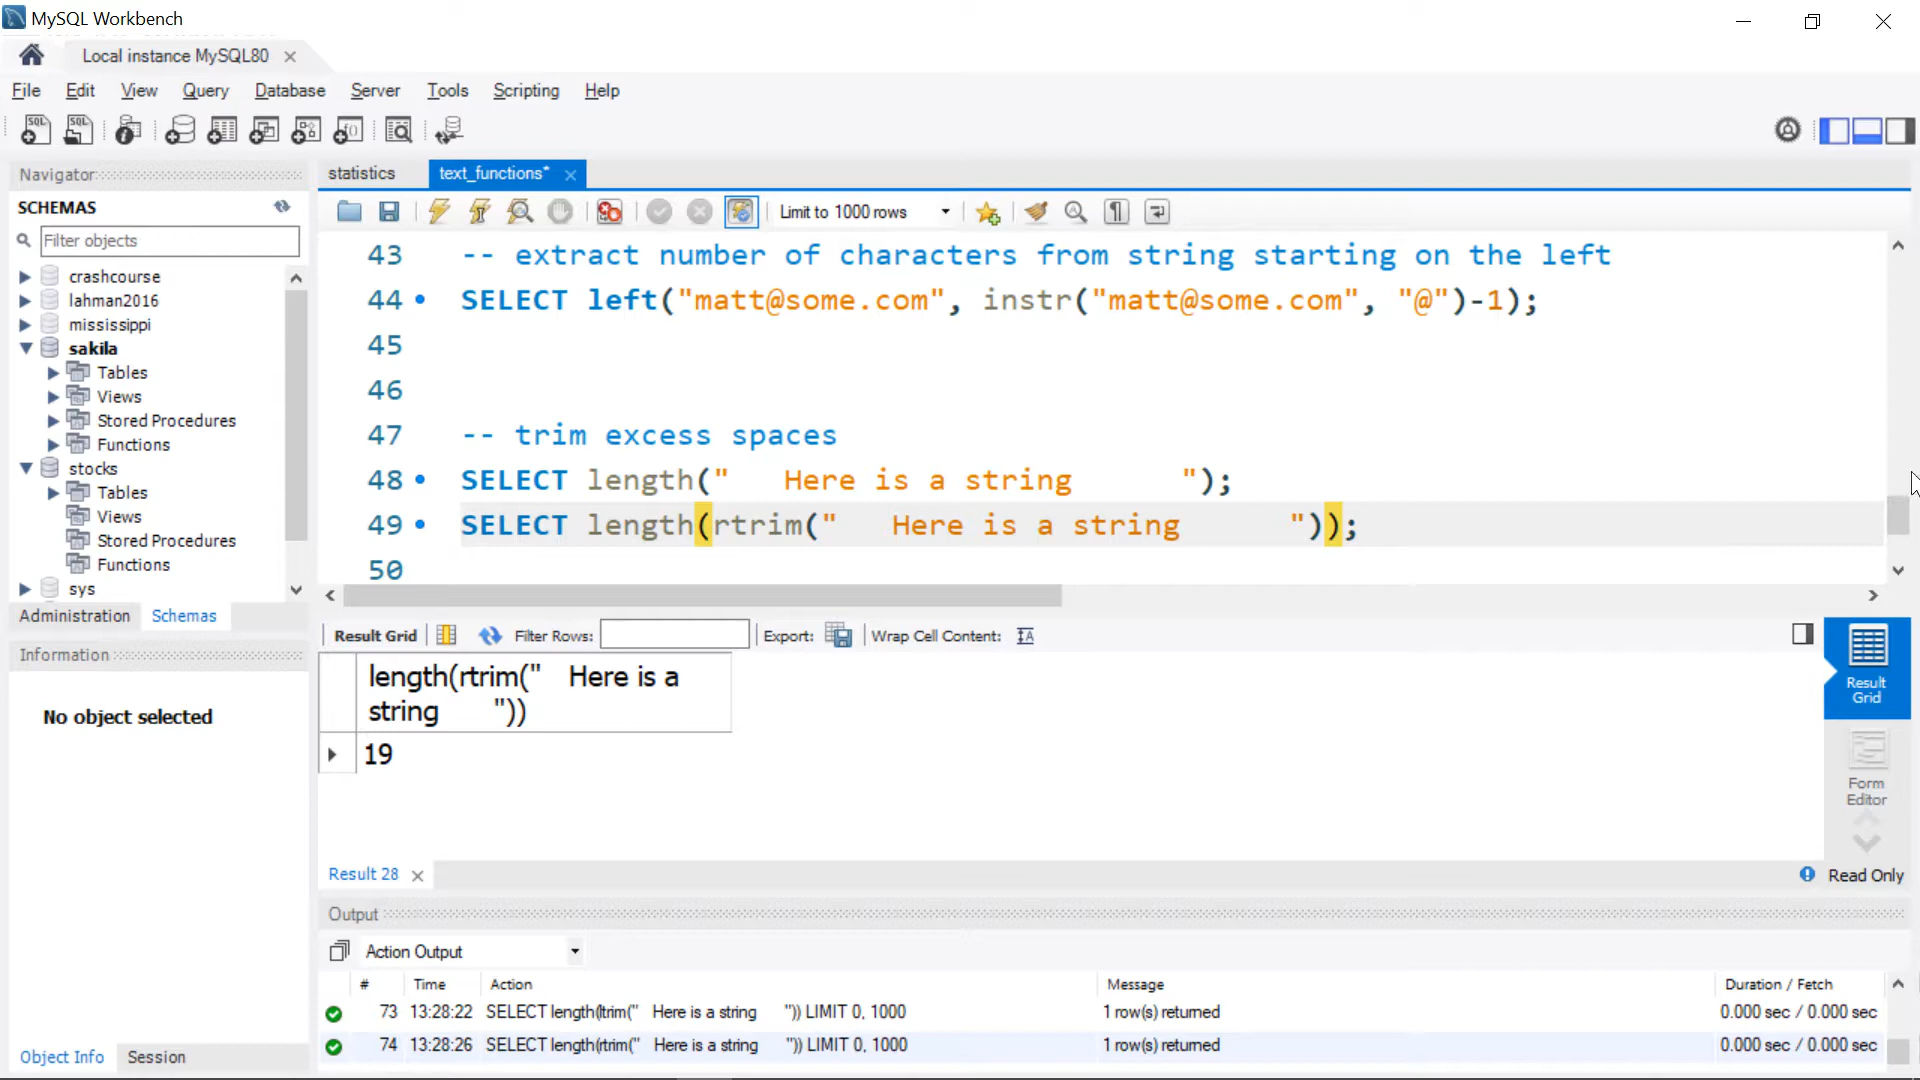 MySQL Workbench
Local instance MySQL80
File Edit View Query Database Server Tools Scripting Help
Navigator
SCHEMAS
Filter objects
crashcourse
lahman2016
mississippi
sakila
Tables
Views
Stored Procedures
Functions
stocks
Tables
Views
Stored Procedures
Functions
sys
Administration Schemas
Information
No object selected
Object Info Session
statistics text_functions*
Limit to 1000 rows
43 -- extract number of characters from string starting on the left
44 SELECT left("matt@some.com", instr("matt@some.com", "@")-1);
45
46
47 -- trim excess spaces
48 SELECT length("   Here is a string      ");
49 SELECT length(rtrim("   Here is a string      "));
50
Result Grid Filter Rows: Export: Wrap Cell Content:
length(rtrim("   Here is a
string      "))
19
Result Grid
Form Editor
Result 28
Read Only
Output
Action Output
# Time Action Message Duration / Fetch
73 13:28:22 SELECT length(ltrim("   Here is a string      ")) LIMIT 0, 1000 1 row(s) returned 0.000 sec / 0.000 sec
74 13:28:26 SELECT length(rtrim("   Here is a string      ")) LIMIT 0, 1000 1 row(s) returned 0.000 sec / 0.000 sec